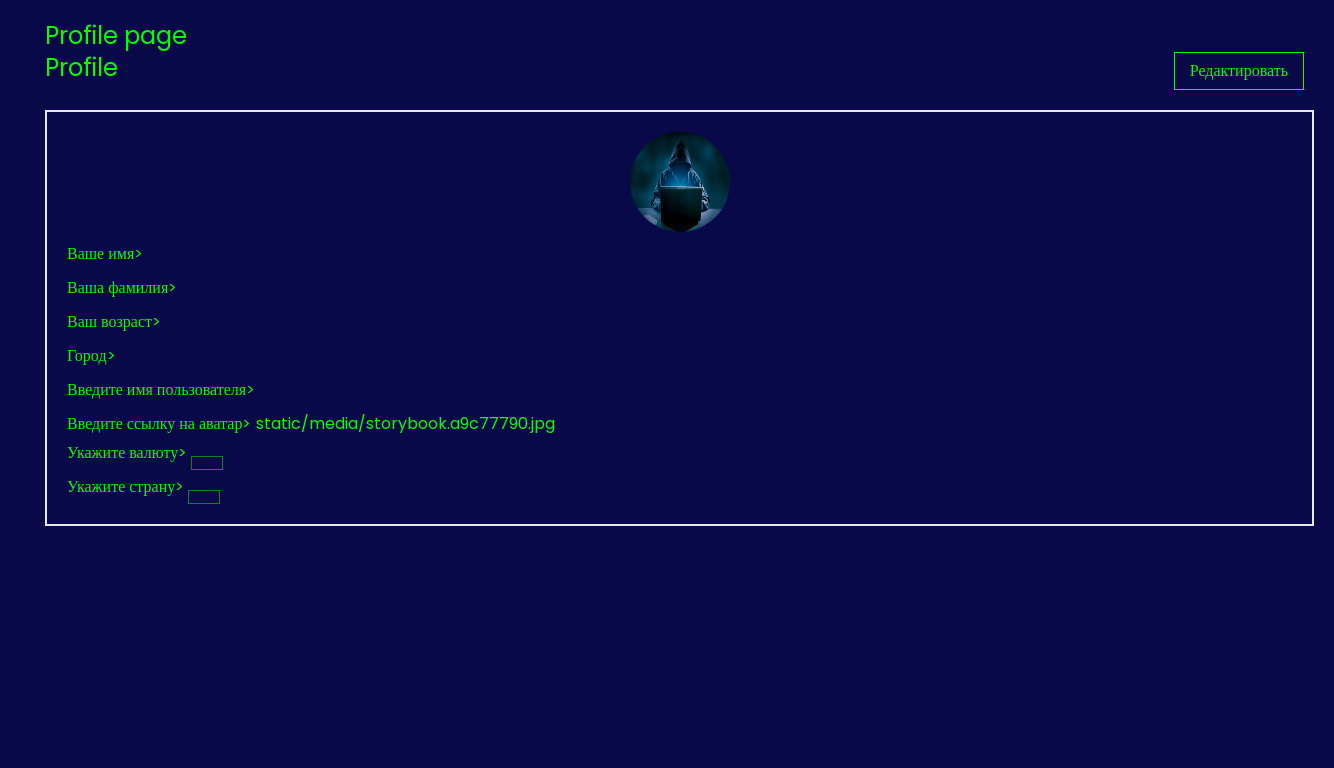 Profile page
Profile
Редактировать
Ваше имя>
Ваша фамилия>
Ваш возраст>
Город>
Введите имя пользователя>
Введите ссылку на аватар> static/media/storybook.a9c77790.jpg
Укажите валюту>
Укажите страну>